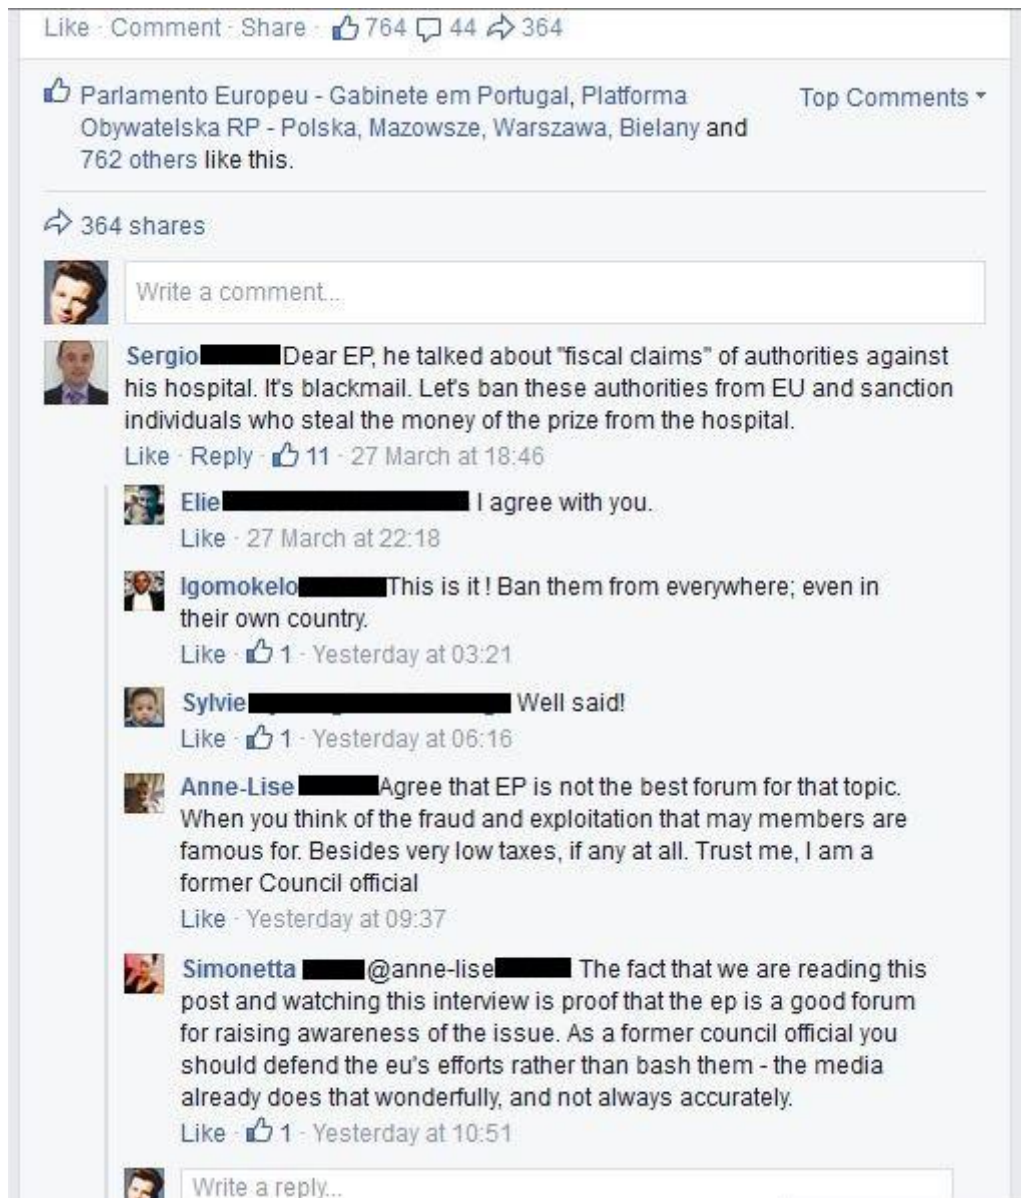 Like · Comment · Share · 764 44 364
Parlamento Europeu - Gabinete em Portugal, Platforma
Obywatelska RP - Polska, Mazowsze, Warszawa, Bielany and
762 others like this.
Top Comments
364 shares
Write a comment...
Sergio Dear EP, he talked about "fiscal claims" of authorities against
his hospital. It's blackmail. Let's ban these authorities from EU and sanction
individuals who steal the money of the prize from the hospital.
Like · Reply · 11 · 27 March at 18:46
Elie I agree with you.
Like · 27 March at 22:18
Igomokelo This is it ! Ban them from everywhere; even in
their own country.
Like · 1 · Yesterday at 03:21
Sylvie Well said!
Like · 1 · Yesterday at 06:16
Anne-Lise Agree that EP is not the best forum for that topic.
When you think of the fraud and exploitation that may members are
famous for. Besides very low taxes, if any at all. Trust me, I am a
former Council official
Like · Yesterday at 09:37
Simonetta @anne-lise The fact that we are reading this
post and watching this interview is proof that the ep is a good forum
for raising awareness of the issue. As a former council official you
should defend the eu's efforts rather than bash them - the media
already does that wonderfully, and not always accurately.
Like · 1 · Yesterday at 10:51
Write a reply...